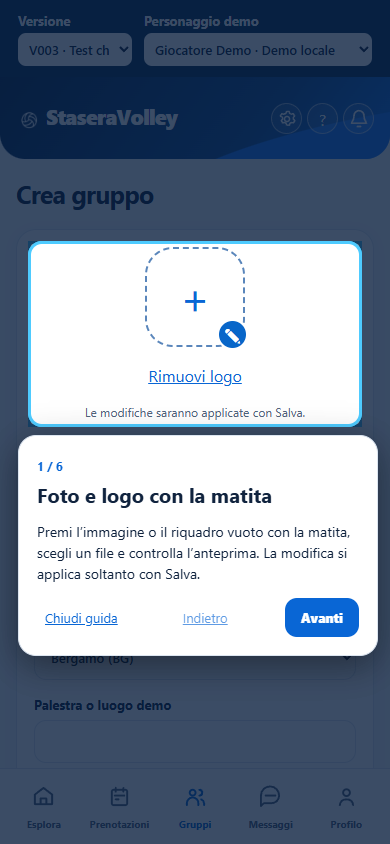 Versione
Personaggio demo
V003 · Test ch
Giocatore Demo · Demo locale
StaseraVolley
?
Crea gruppo
+
Rimuovi logo
Le modifiche saranno applicate con Salva.
1 / 6
Foto e logo con la matita
Premi l’immagine o il riquadro vuoto con la matita,
scegli un file e controlla l’anteprima. La modifica si
applica soltanto con Salva.
Chiudi guida
Indietro
Avanti
Bergamo (BG)
Palestra o luogo demo
Esplora
Prenotazioni
Gruppi
Messaggi
Profilo